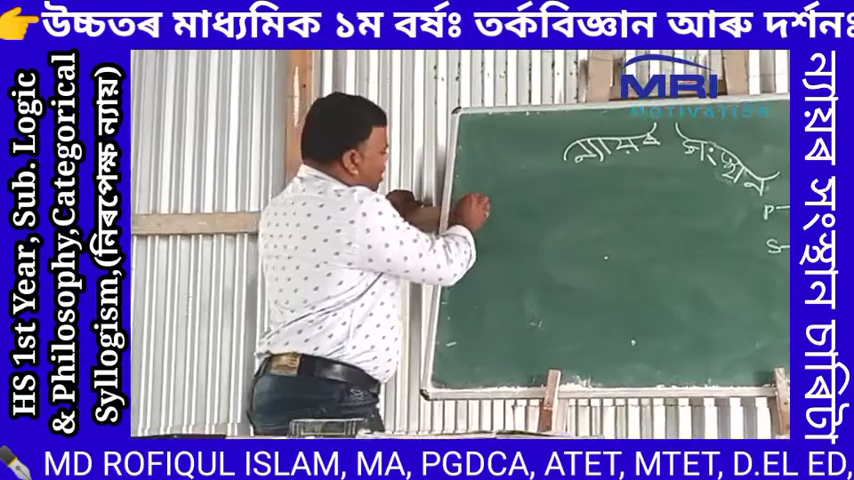 👉উচ্চতৰ মাধ্যমিক ১ম বৰ্ষঃ তৰ্কবিজ্ঞান আৰু দৰ্শনঃ
HS 1st Year, Sub. Logic
& Philosophy,Categorical
Syllogism,(নিৰপেক্ষ ন্যায়)
MRI
MOTIVATION
ন্যায়ৰ সংস্থান
P
S
ন্যায়ৰ সংস্থান চাৰিটা
MD ROFIQUL ISLAM, MA, PGDCA, ATET, MTET, D.EL ED,